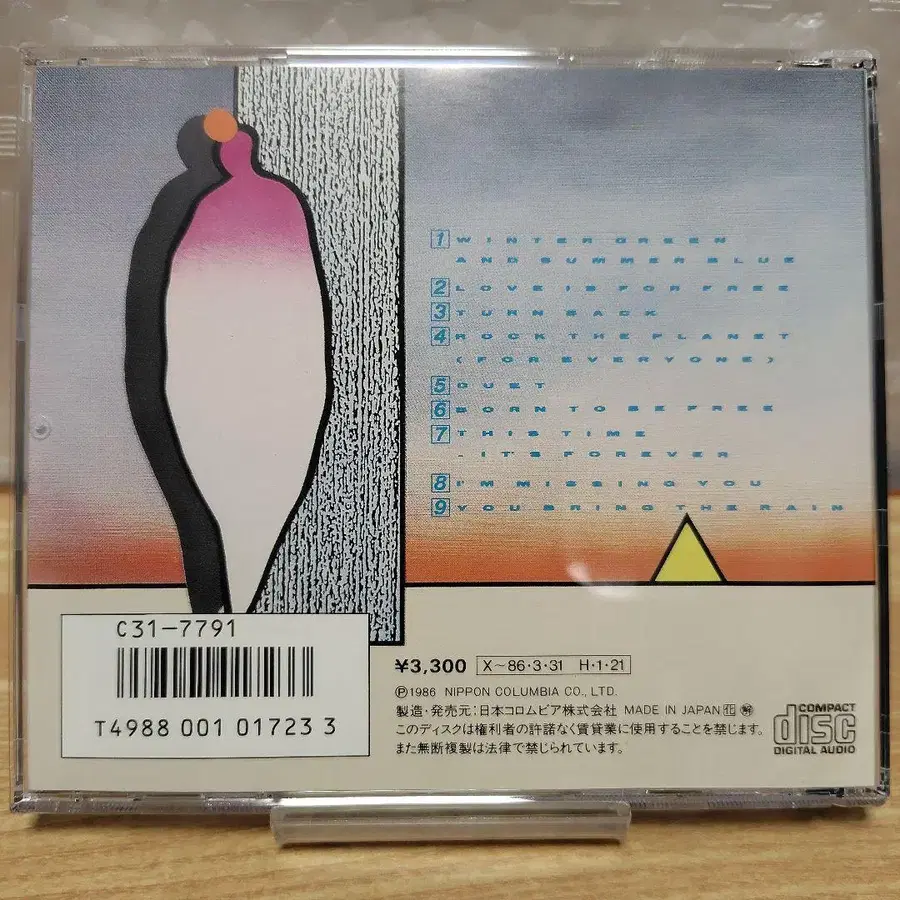 1 WINTER GREEN
AND SUMMER BLUE
2 LOVE IS FOR FREE
3 TURN BACK
4 ROCK THE PLANET
(FOR EVERYONE)
5 DUST
6 BORN TO BE FREE
7 THIS TIME
- IT'S FOREVER
8 I'M MISSING YOU
9 YOU BRING THE RAIN
C31-7791
T4988 001 01723 3
¥3,300 X~86・3・31 H・1・21
Ⓟ1986 NIPPON COLUMBIA CO., LTD.
製造・発売元:日本コロムビア株式会社 MADE IN JAPAN
このディスクは権利者の許諾なく賃貸業に使用することを禁じます。
また無断複製は法律で禁じられています。
COMPACT
disc
DIGITAL AUDIO